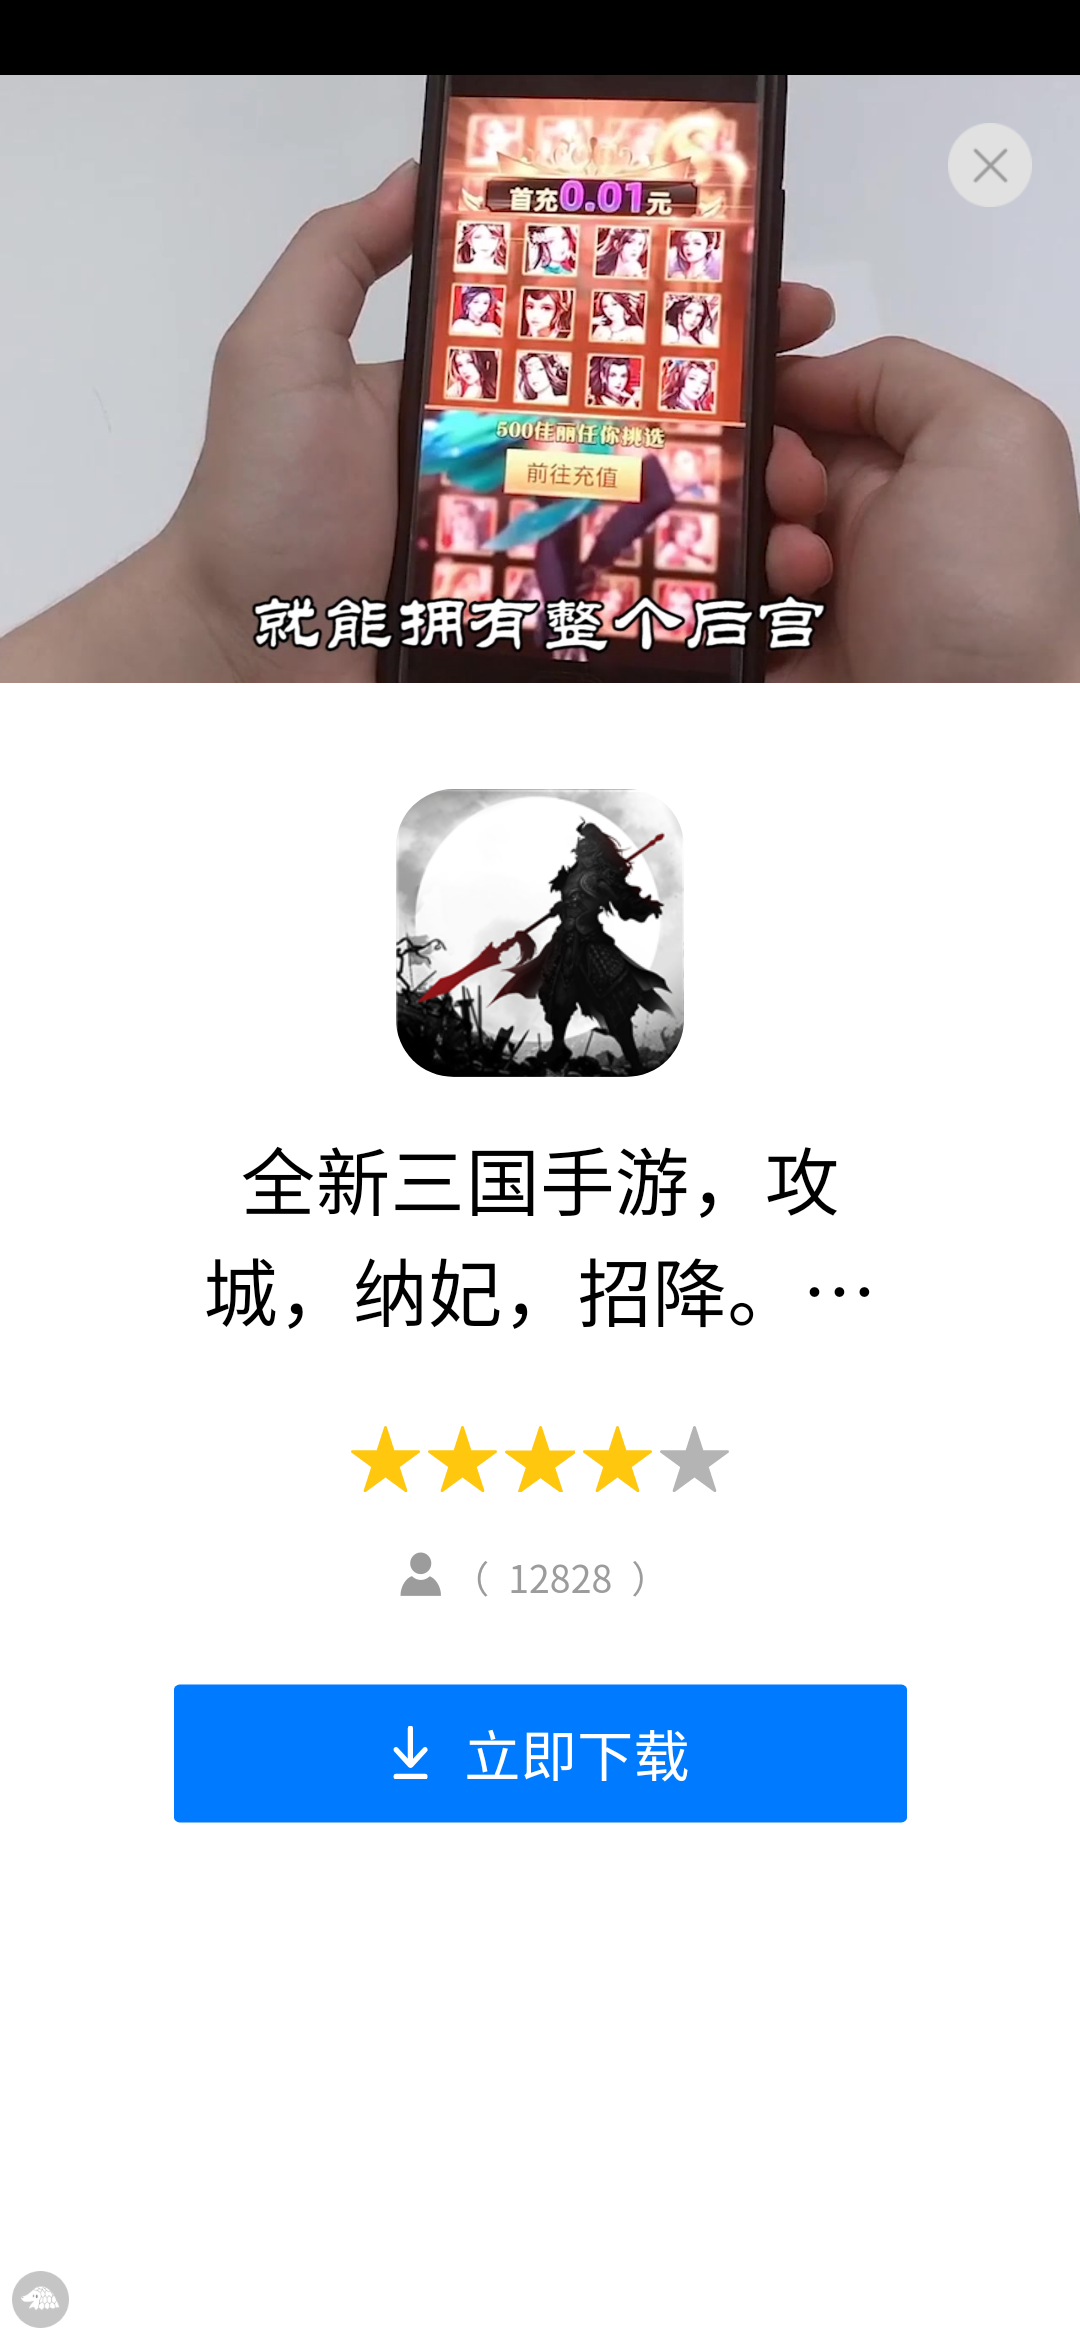 首充0.01元
500佳丽任你挑选
前往充值
就能拥有整个后宫
全新三国手游，攻
城，纳妃，招降。…
（ 12828 ）
立即下载